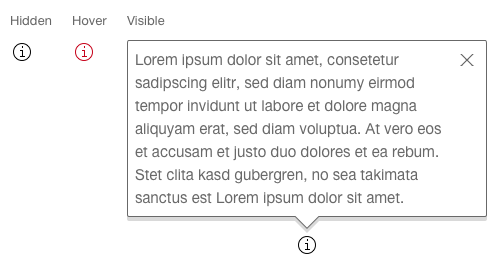 Hidden Hover Visible
Lorem ipsum dolor sit amet, consetetur
sadipscing elitr, sed diam nonumy eirmod
tempor invidunt ut labore et dolore magna
aliquyam erat, sed diam voluptua. At vero eos
et accusam et justo duo dolores et ea rebum.
Stet clita kasd gubergren, no sea takimata
sanctus est Lorem ipsum dolor sit amet.